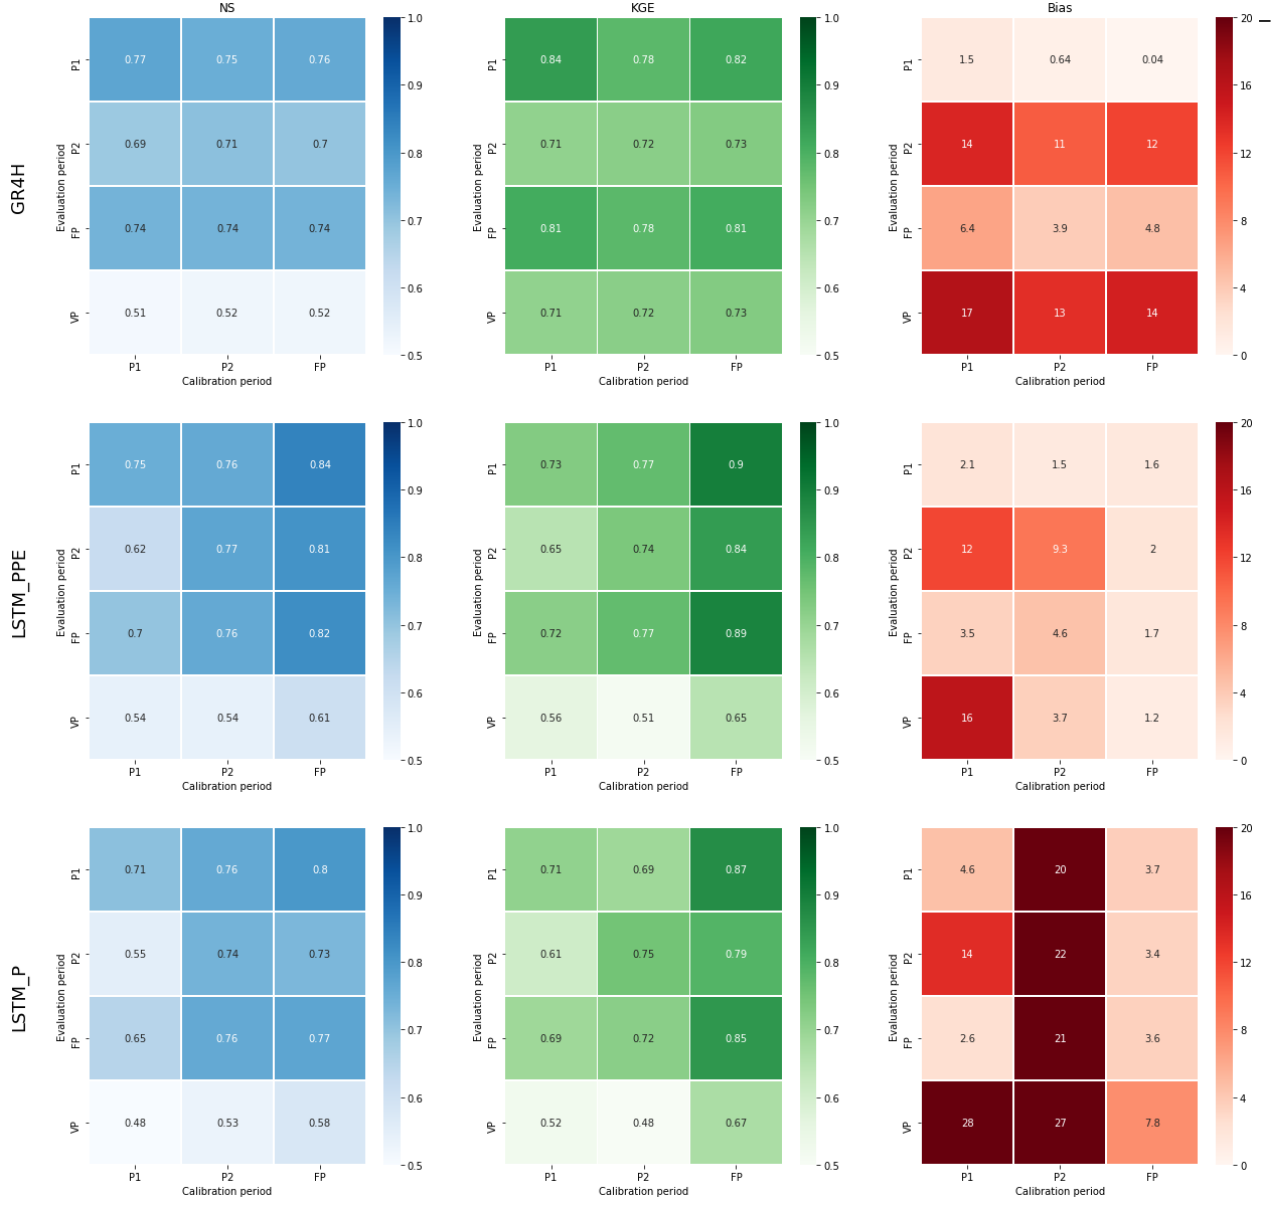 NS
KGE
Bias
GR4H
Evaluation period
P1 0.77 0.75 0.76
P2 0.69 0.71 0.7
FP 0.74 0.74 0.74
VP 0.51 0.52 0.52
P1 P2 FP
Calibration period
1.0
0.9
0.8
0.7
0.6
0.5
Evaluation period
P1 0.84 0.78 0.82
P2 0.71 0.72 0.73
FP 0.81 0.78 0.81
VP 0.71 0.72 0.73
P1 P2 FP
Calibration period
1.0
0.9
0.8
0.7
0.6
0.5
Evaluation period
P1 1.5 0.64 0.04
P2 14 11 12
FP 6.4 3.9 4.8
VP 17 13 14
P1 P2 FP
Calibration period
20
16
12
8
4
0
LSTM_PPE
Evaluation period
P1 0.75 0.76 0.84
P2 0.62 0.77 0.81
FP 0.7 0.76 0.82
VP 0.54 0.54 0.61
P1 P2 FP
Calibration period
1.0
0.9
0.8
0.7
0.6
0.5
Evaluation period
P1 0.73 0.77 0.9
P2 0.65 0.74 0.84
FP 0.72 0.77 0.89
VP 0.56 0.51 0.65
P1 P2 FP
Calibration period
1.0
0.9
0.8
0.7
0.6
0.5
Evaluation period
P1 2.1 1.5 1.6
P2 12 9.3 2
FP 3.5 4.6 1.7
VP 16 3.7 1.2
P1 P2 FP
Calibration period
20
16
12
8
4
0
LSTM_P
Evaluation period
P1 0.71 0.76 0.8
P2 0.55 0.74 0.73
FP 0.65 0.76 0.77
VP 0.48 0.53 0.58
P1 P2 FP
Calibration period
1.0
0.9
0.8
0.7
0.6
0.5
Evaluation period
P1 0.71 0.69 0.87
P2 0.61 0.75 0.79
FP 0.69 0.72 0.85
VP 0.52 0.48 0.67
P1 P2 FP
Calibration period
1.0
0.9
0.8
0.7
0.6
0.5
Evaluation period
P1 4.6 20 3.7
P2 14 22 3.4
FP 2.6 21 3.6
VP 28 27 7.8
P1 P2 FP
Calibration period
20
16
12
8
4
0